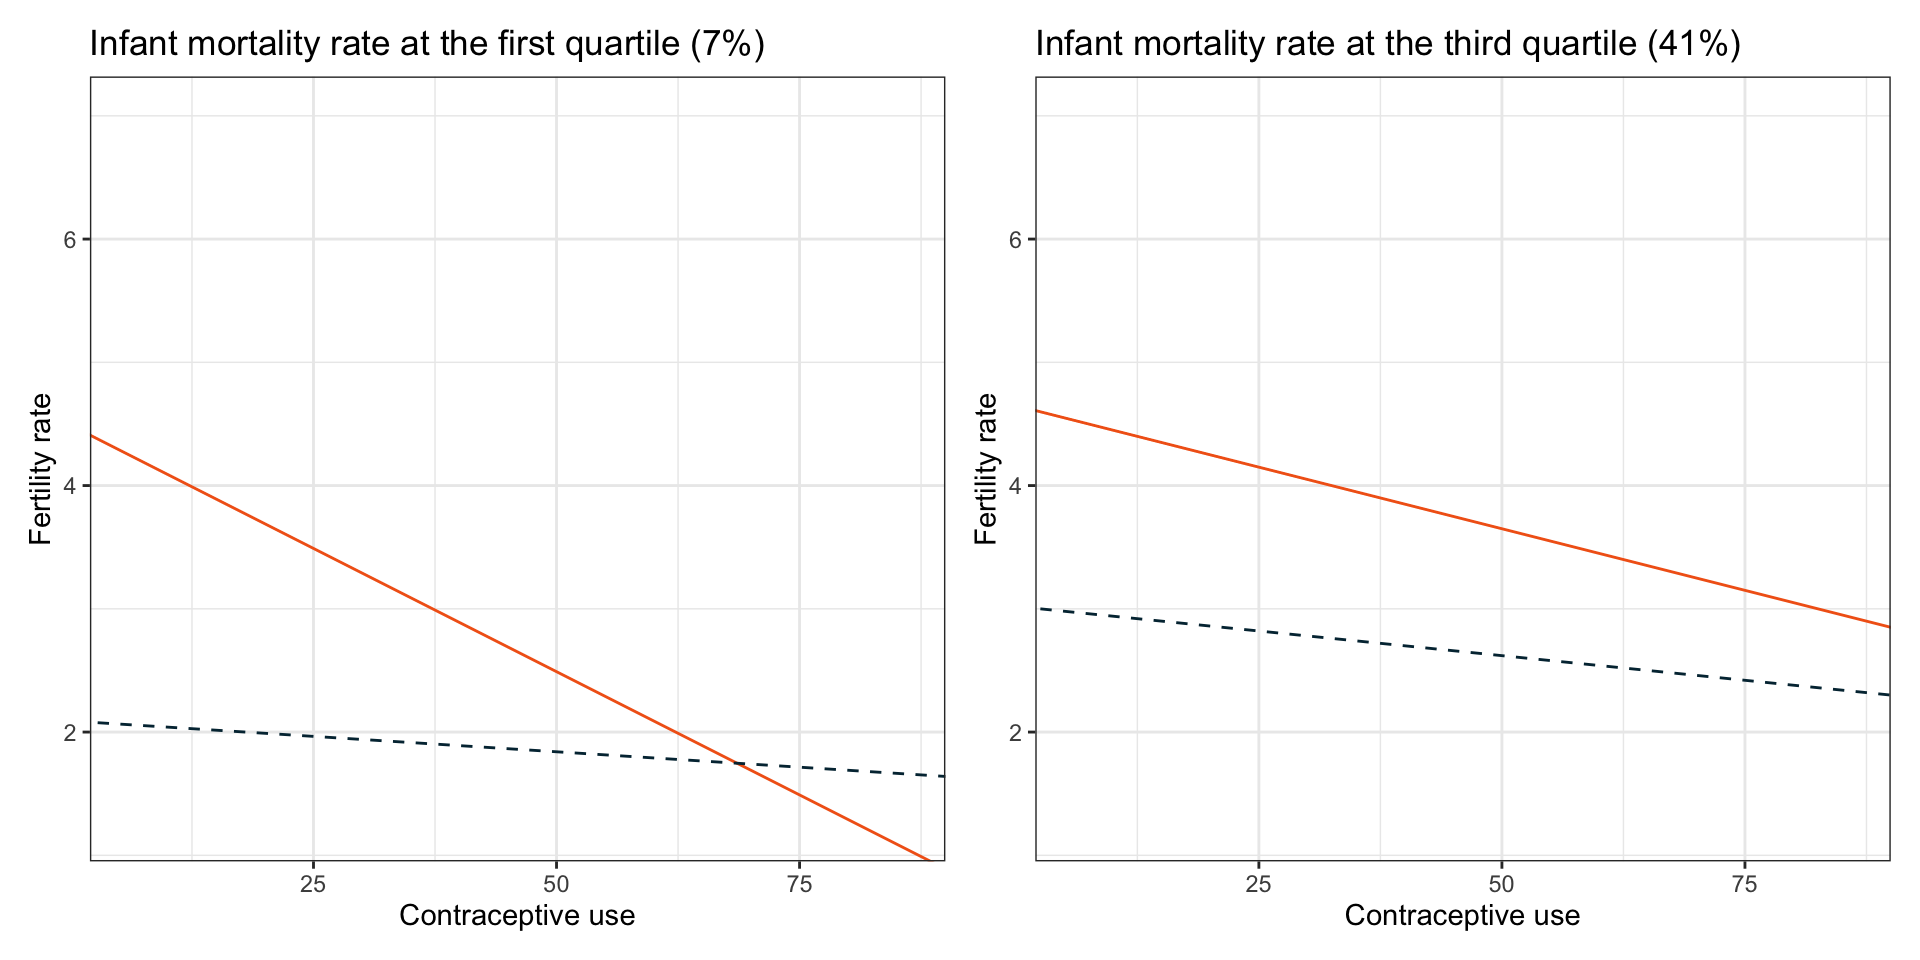 Infant mortality rate at the first quartile (7%)
Fertility rate
6
4
2
25 50 75
Contraceptive use
Infant mortality rate at the third quartile (41%)
Fertility rate
6
4
2
25 50 75
Contraceptive use